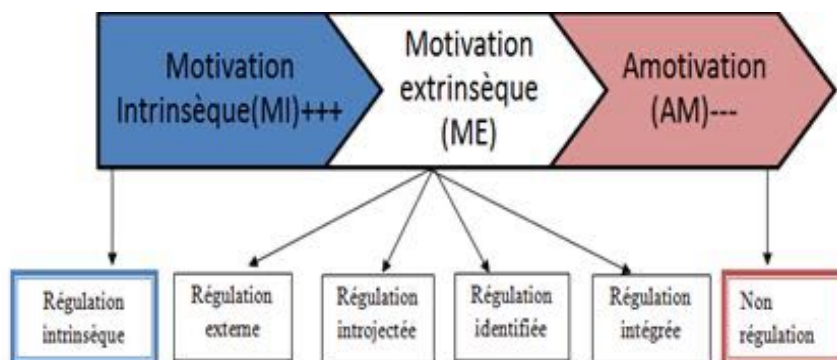 Motivation
Intrinsèque(MI)+++
Motivation
extrinsèque
(ME)
Amotivation
(AM)---
Régulation
intrinsèque
Régulation
externe
Régulation
introjectée
Régulation
identifiée
Régulation
intégrée
Non
régulation